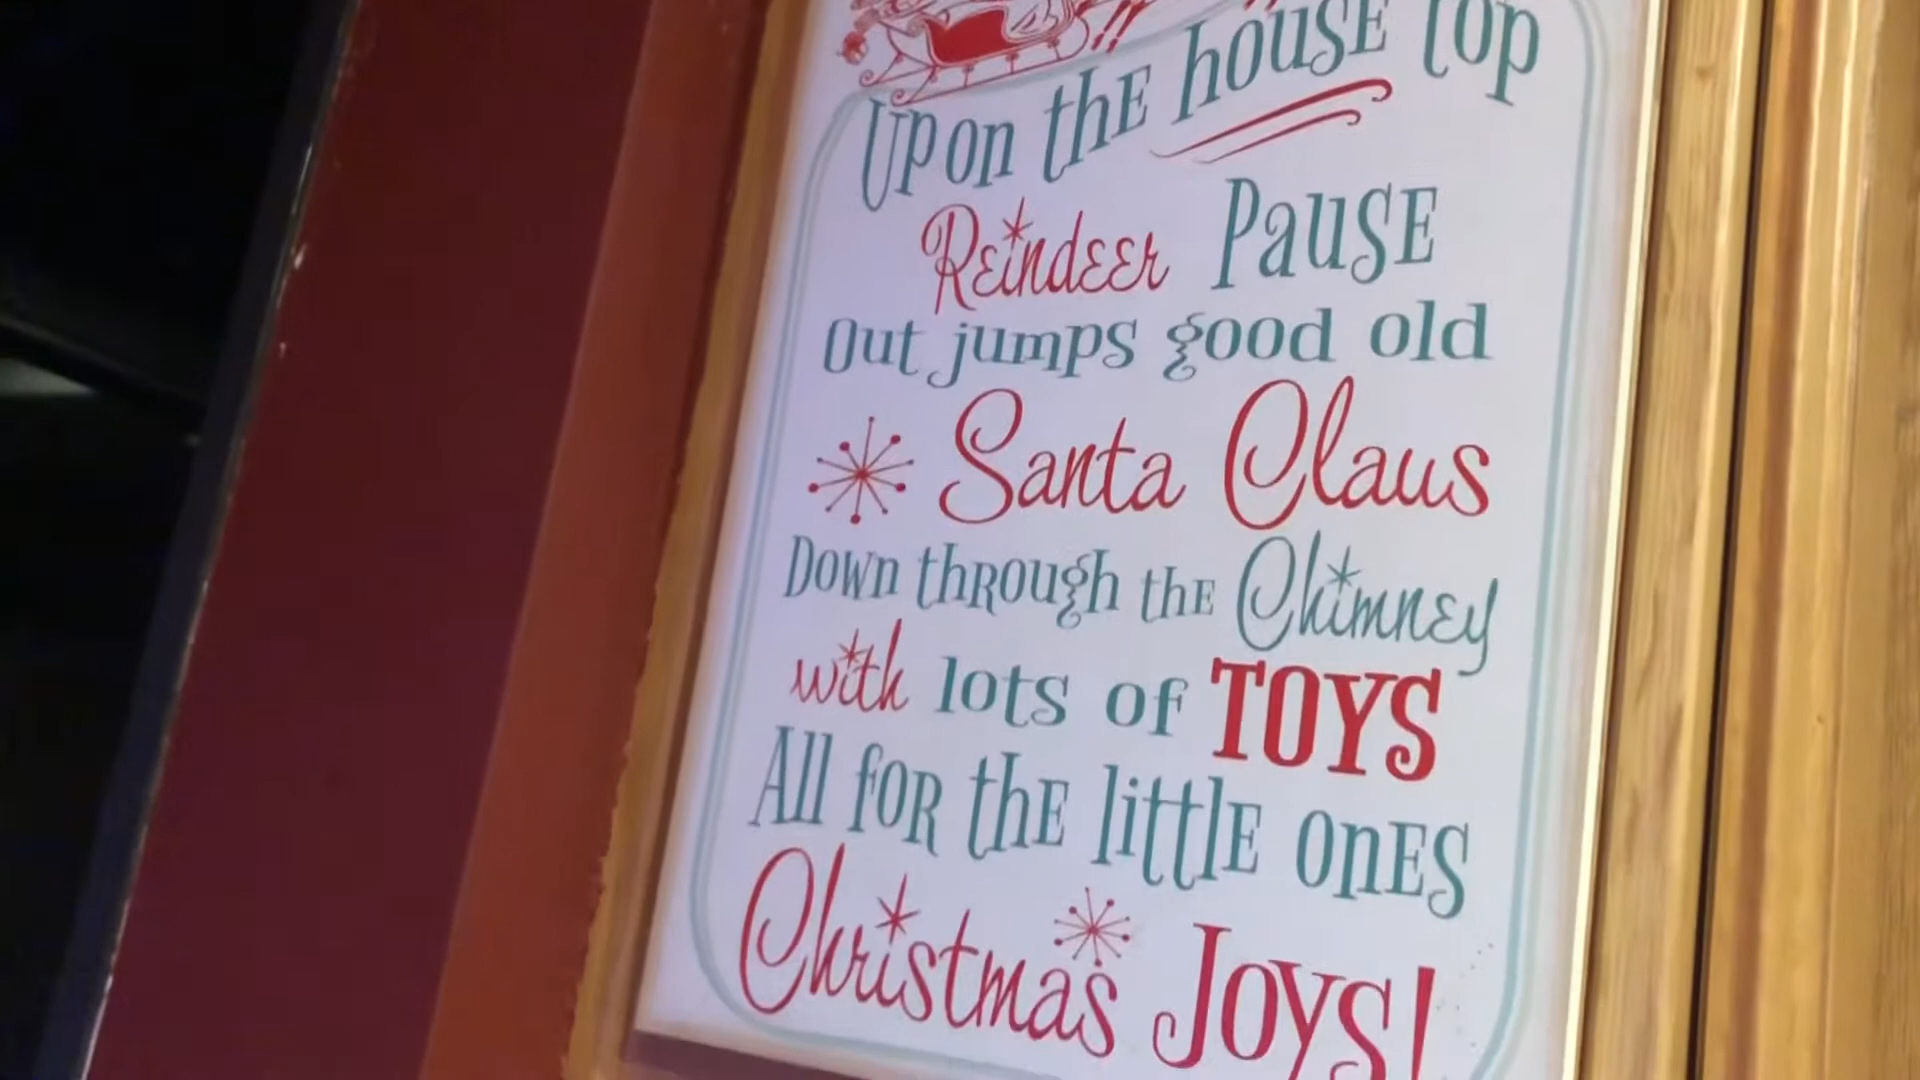 Up on the house top
Reindeer Pause
Out jumps good old
Santa Claus
Down through the Chimney
with lots of TOYS
All for the little ones
Christmas Joys!